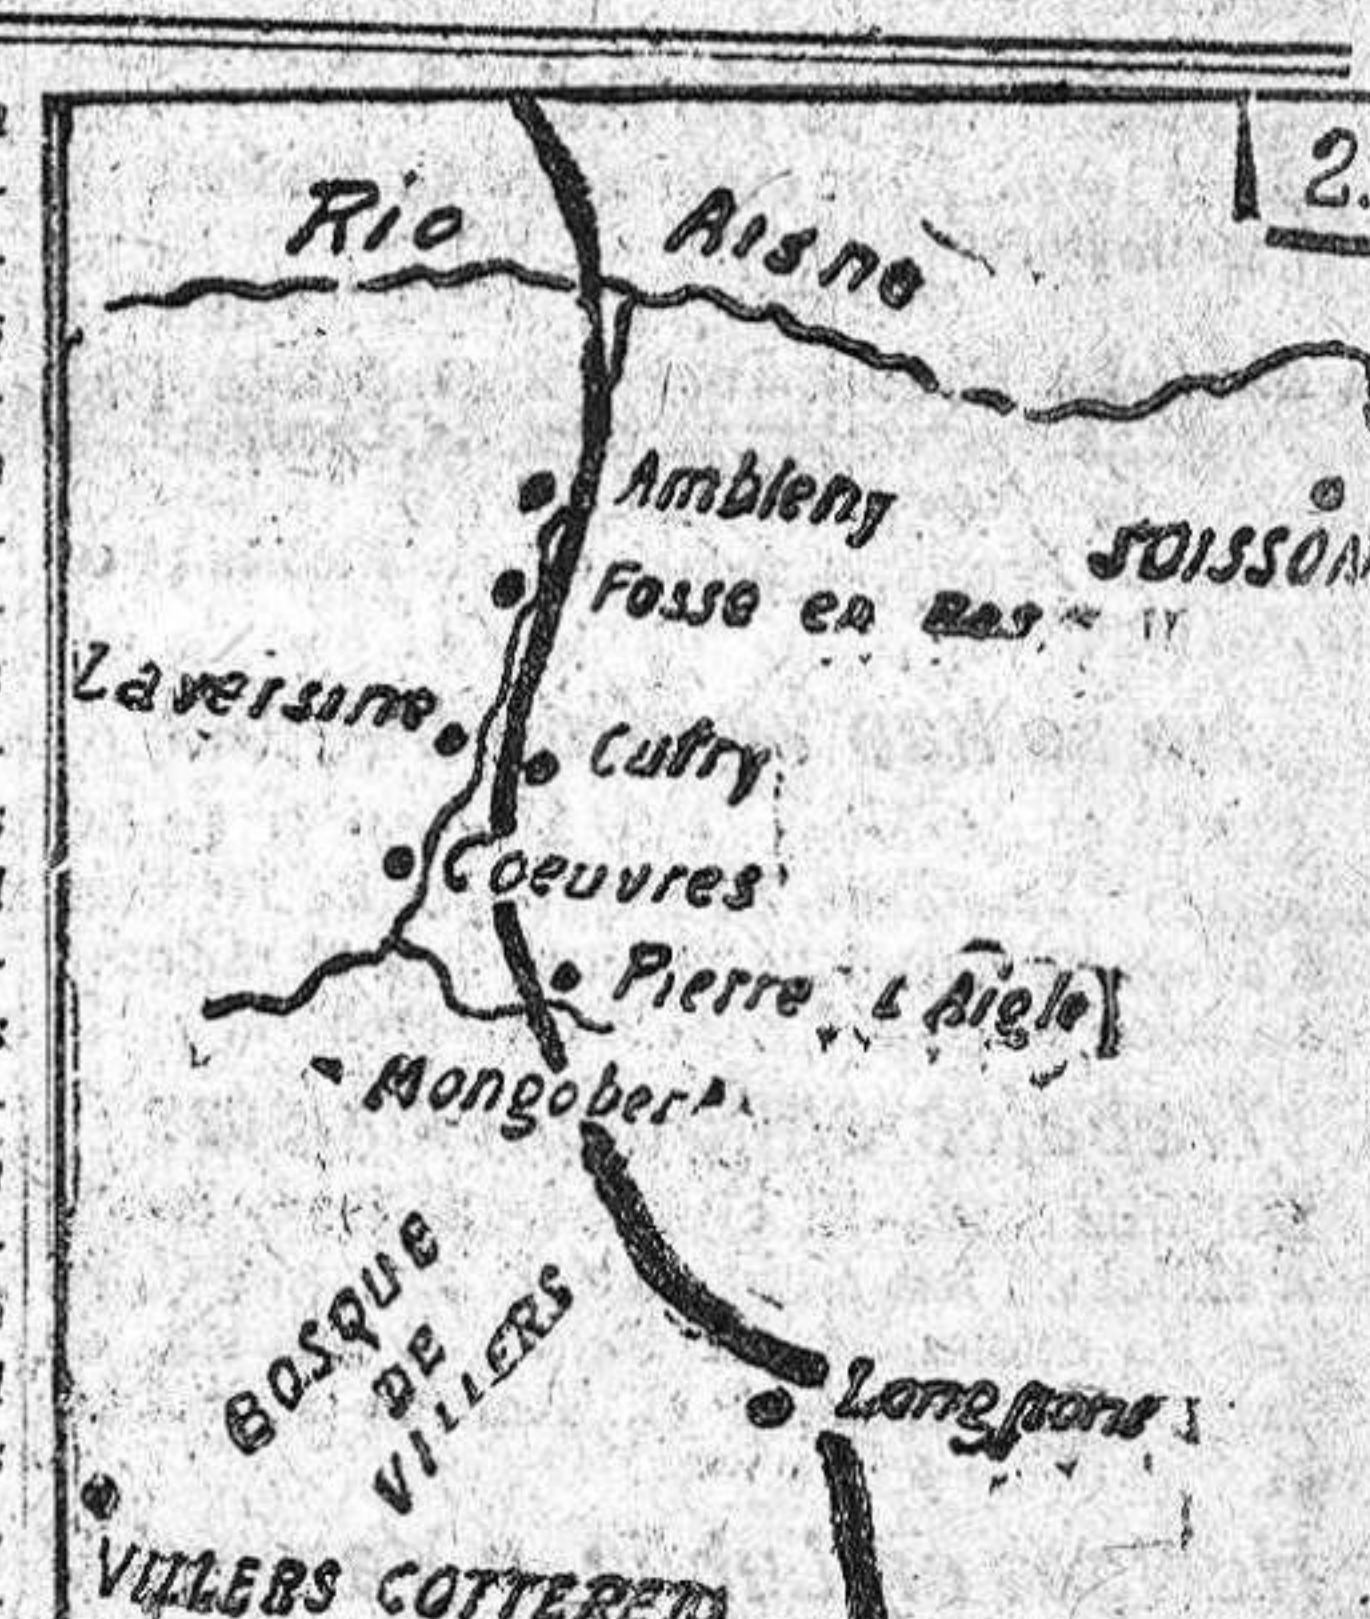 2.
Rio Aisne
Ambleny
SOISSON
Fosse en Bas
Laversine
Cutry
Coeuvres
Pierre L Aigle
Mongobert
BOSQUE
DE
VILLERS
Longpont
VILLERS COTTERETS